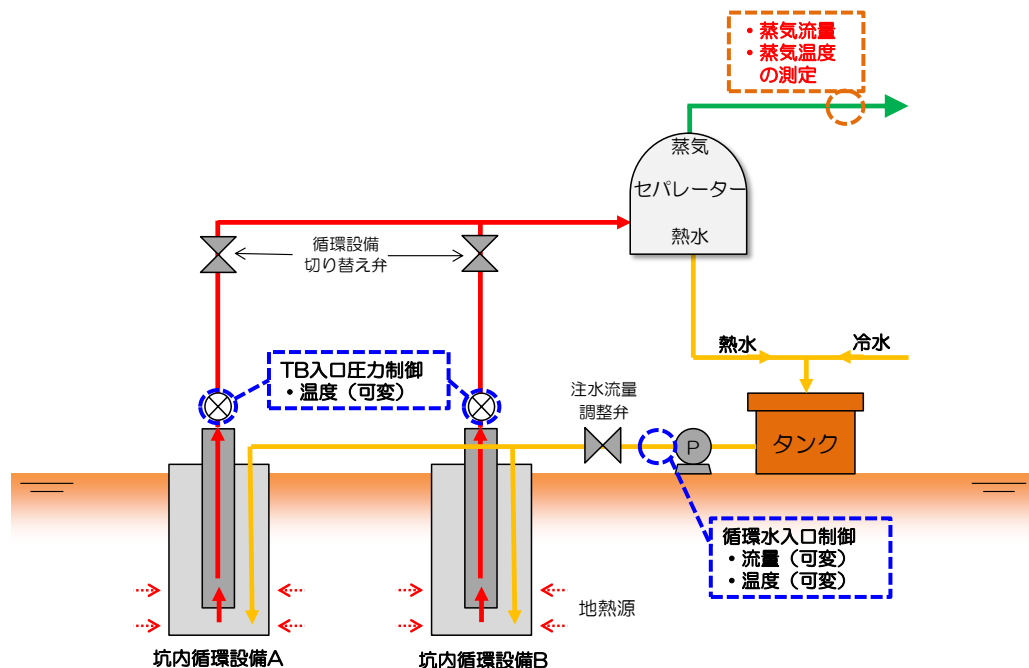 ・蒸気流量
・蒸気温度
の測定
蒸気
セパレーター
熱水
循環設備
切り替え弁
熱水
冷水
TB入口圧力制御
・温度（可変）
注水流量
調整弁
P
タンク
循環水入口制御
・流量（可変）
・温度（可変）
地熱源
坑内循環設備A
坑内循環設備B